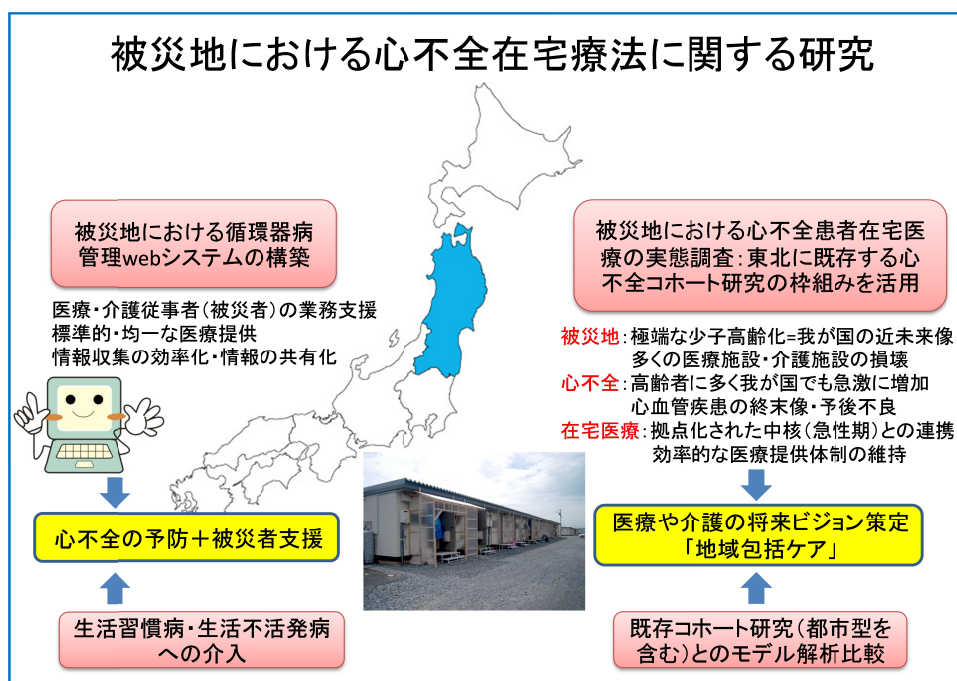 被災地における心不全在宅療法に関する研究
被災地における循環器病
管理webシステムの構築
医療・介護従事者(被災者)の業務支援
標準的・均一な医療提供
情報収集の効率化・情報の共有化
心不全の予防+被災者支援
生活習慣病・生活不活発病
への介入
被災地における心不全患者在宅医
療の実態調査:東北に既存する心
不全コホート研究の枠組みを活用
被災地:極端な少子高齢化=我が国の近未来像
多くの医療施設・介護施設の損壊
心不全:高齢者に多く我が国でも急激に増加
心血管疾患の終末像・予後不良
在宅医療:拠点化された中核(急性期)との連携
効率的な医療提供体制の維持
医療や介護の将来ビジョン策定
「地域包括ケア」
既存コホート研究(都市型を
含む)とのモデル解析比較